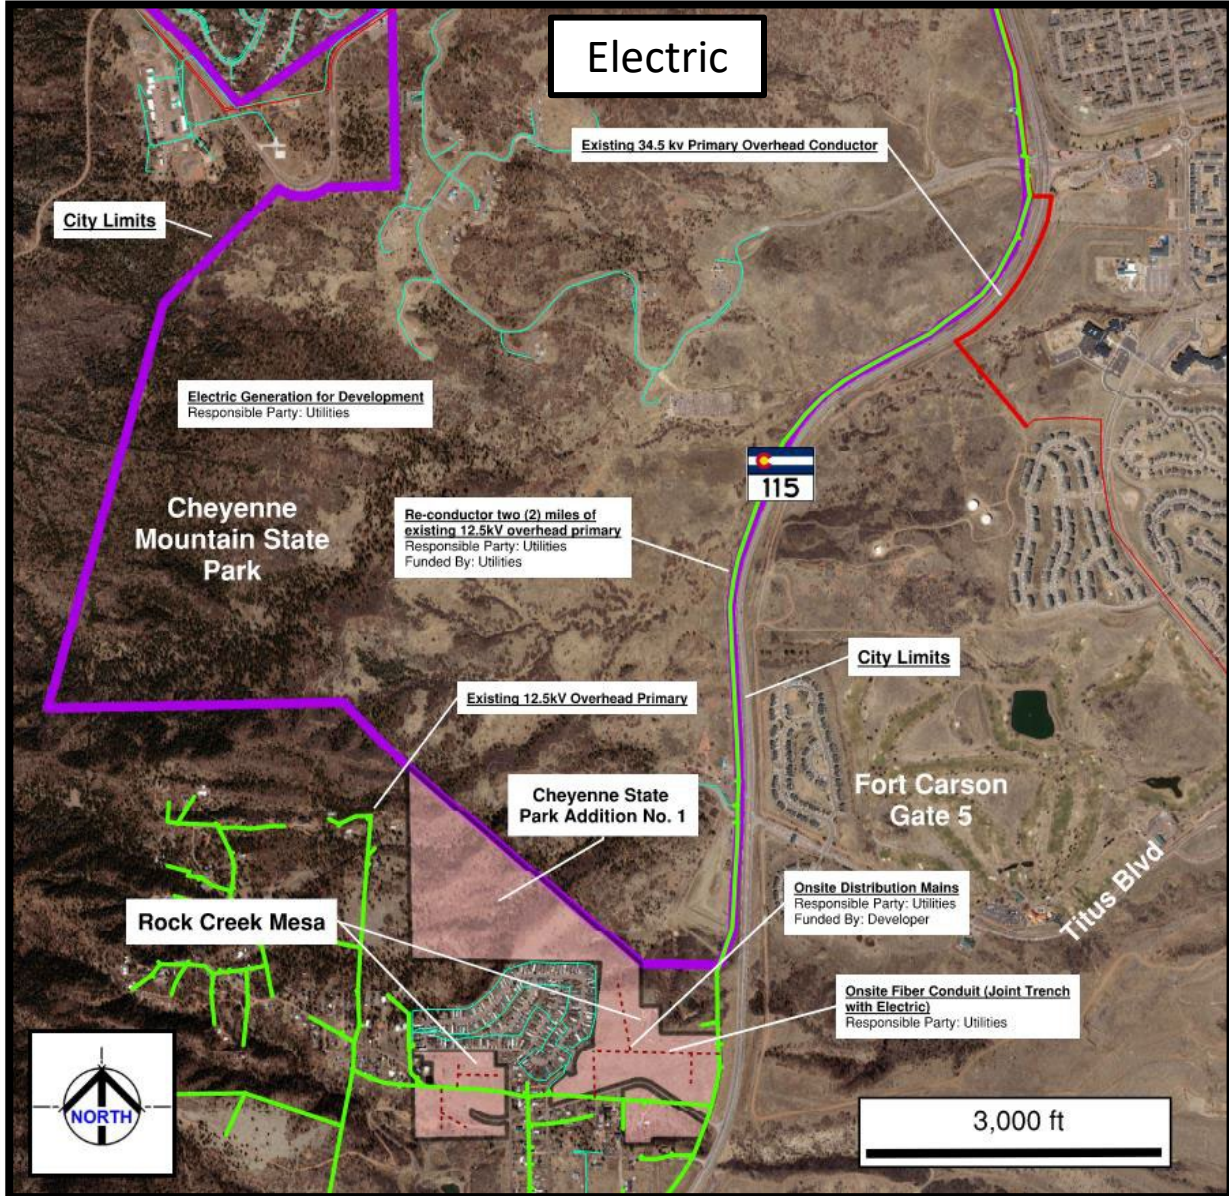 Electric
Existing 34.5 kv Primary Overhead Conductor
City Limits
Electric Generation for Development
Responsible Party: Utilities
Cheyenne
Mountain State
Park
115
Re-conductor two (2) miles of
existing 12.5kV overhead primary
Responsible Party: Utilities
Funded By: Utilities
City Limits
Existing 12.5kV Overhead Primary
Cheyenne State
Park Addition No. 1
Fort Carson
Gate 5
Titus Blvd
Onsite Distribution Mains
Responsible Party: Utilities
Funded By: Developer
Rock Creek Mesa
Onsite Fiber Conduit (Joint Trench
with Electric)
Responsible Party: Utilities
NORTH
3,000 ft